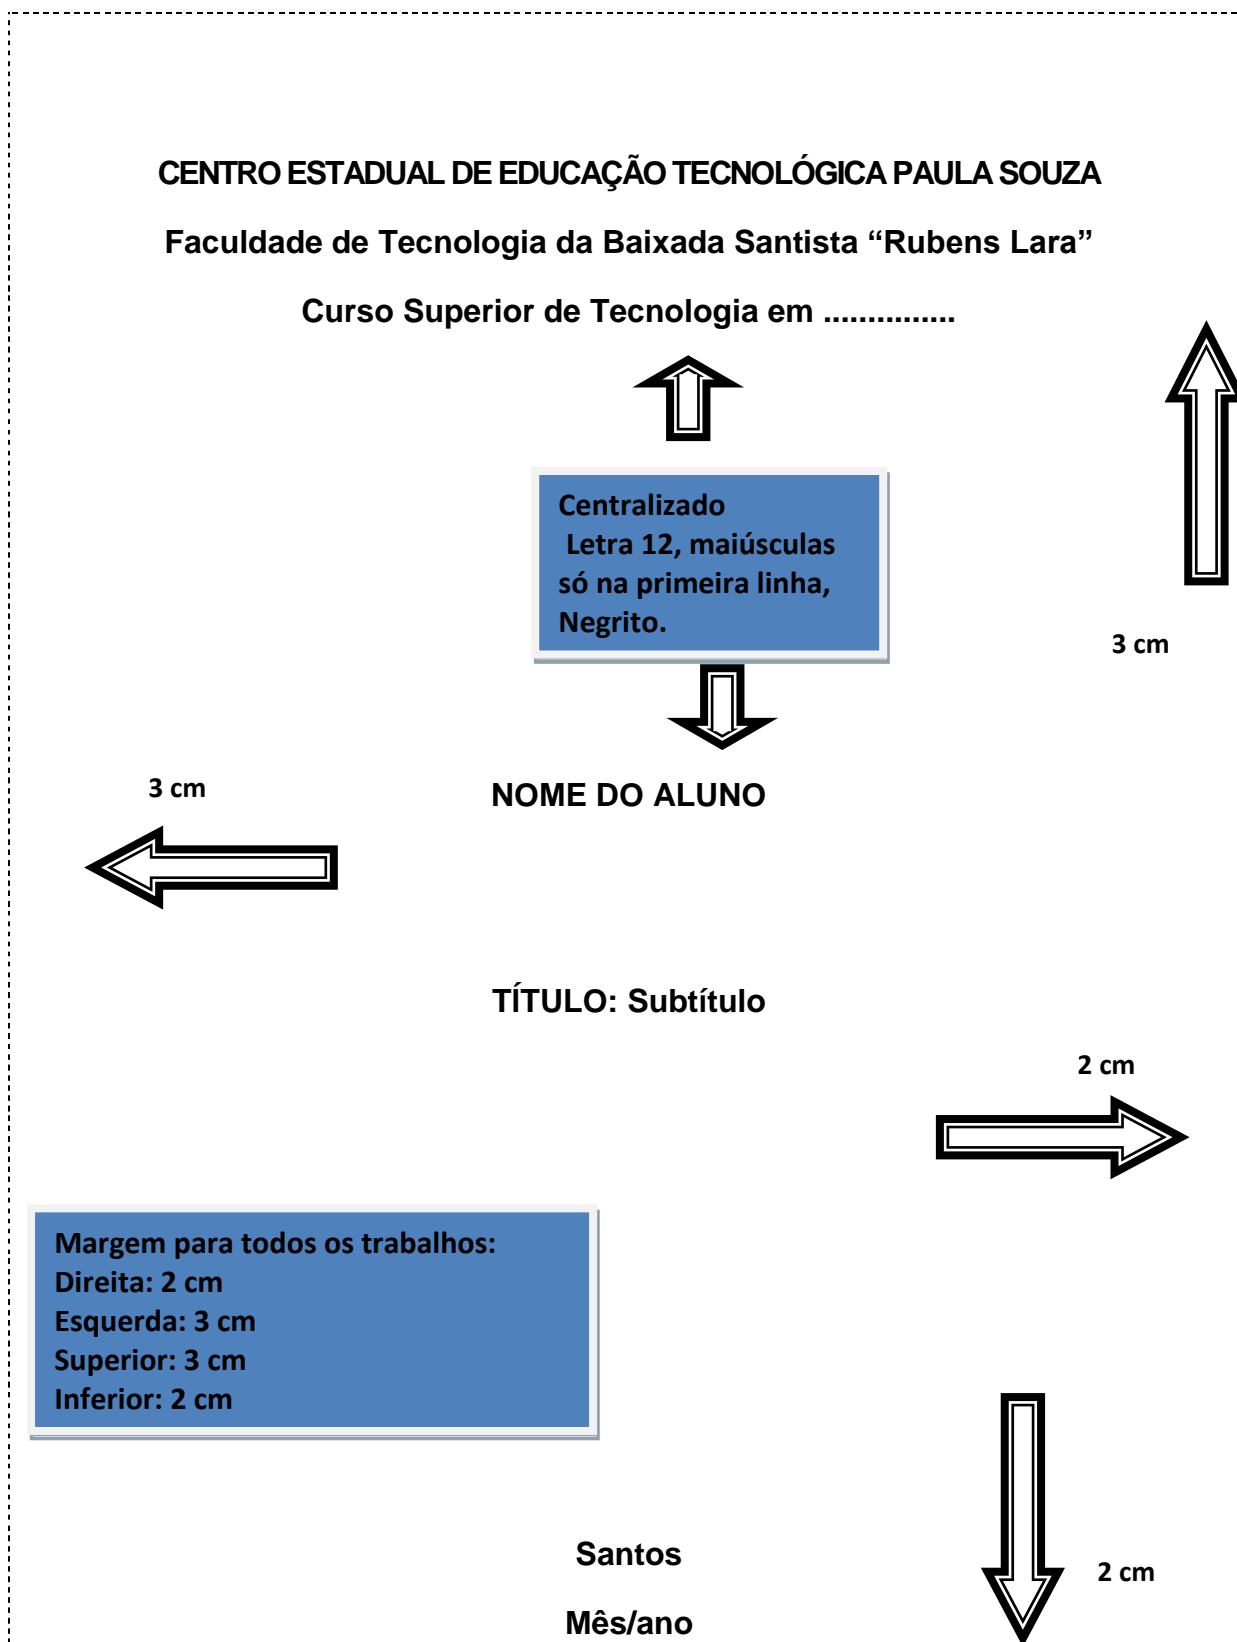 CENTRO ESTADUAL DE EDUCAÇÃO TECNOLÓGICA PAULA SOUZA
Faculdade de Tecnologia da Baixada Santista “Rubens Lara”
Curso Superior de Tecnologia em ...............
Centralizado
Letra 12, maiúsculas
só na primeira linha,
Negrito.
3 cm
3 cm
NOME DO ALUNO
TÍTULO: Subtítulo
2 cm
Margem para todos os trabalhos:
Direita: 2 cm
Esquerda: 3 cm
Superior: 3 cm
Inferior: 2 cm
Santos
2 cm
Mês/ano